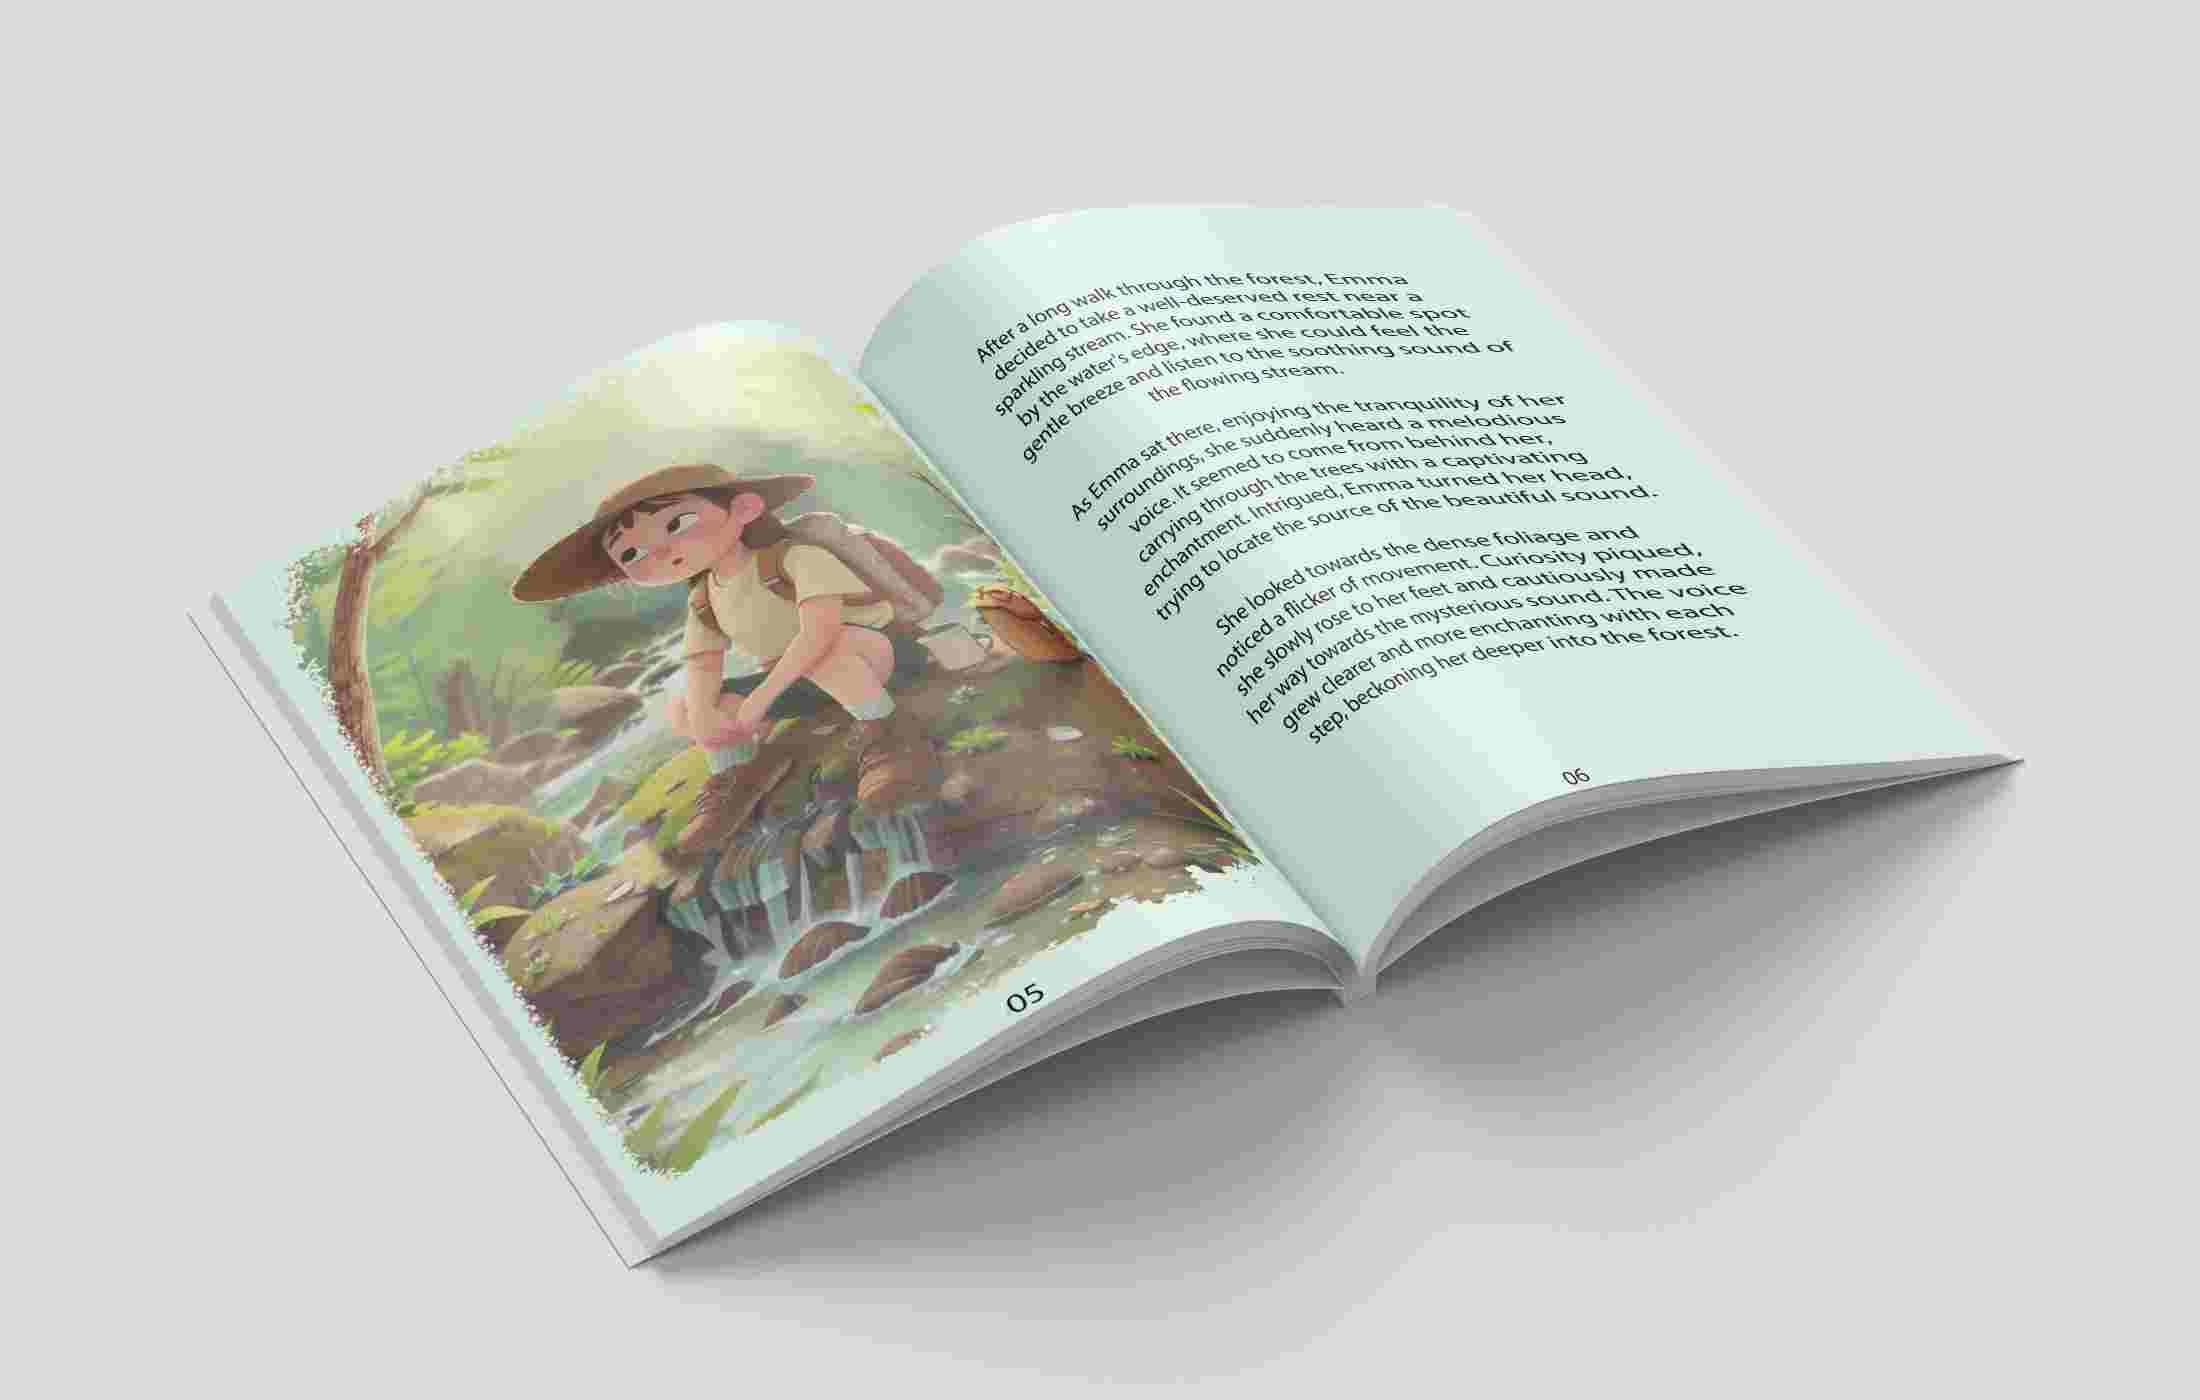 After a long walk through the forest, Emma
decided to take a well-deserved rest near a
sparkling stream. She found a comfortable spot
by the water's edge, where she could feel the
gentle breeze and listen to the soothing sound of
the flowing stream.
As Emma sat there, enjoying the tranquility of her
surroundings, she suddenly heard a melodious
voice. It seemed to come from behind her,
carrying through the trees with a captivating
enchantment. Intrigued, Emma turned her head,
trying to locate the source of the beautiful sound.
She looked towards the dense foliage and
noticed a flicker of movement. Curiosity piqued,
she slowly rose to her feet and cautiously made
her way towards the mysterious sound. The voice
grew clearer and more enchanting with each
step, beckoning her deeper into the forest.
05
06